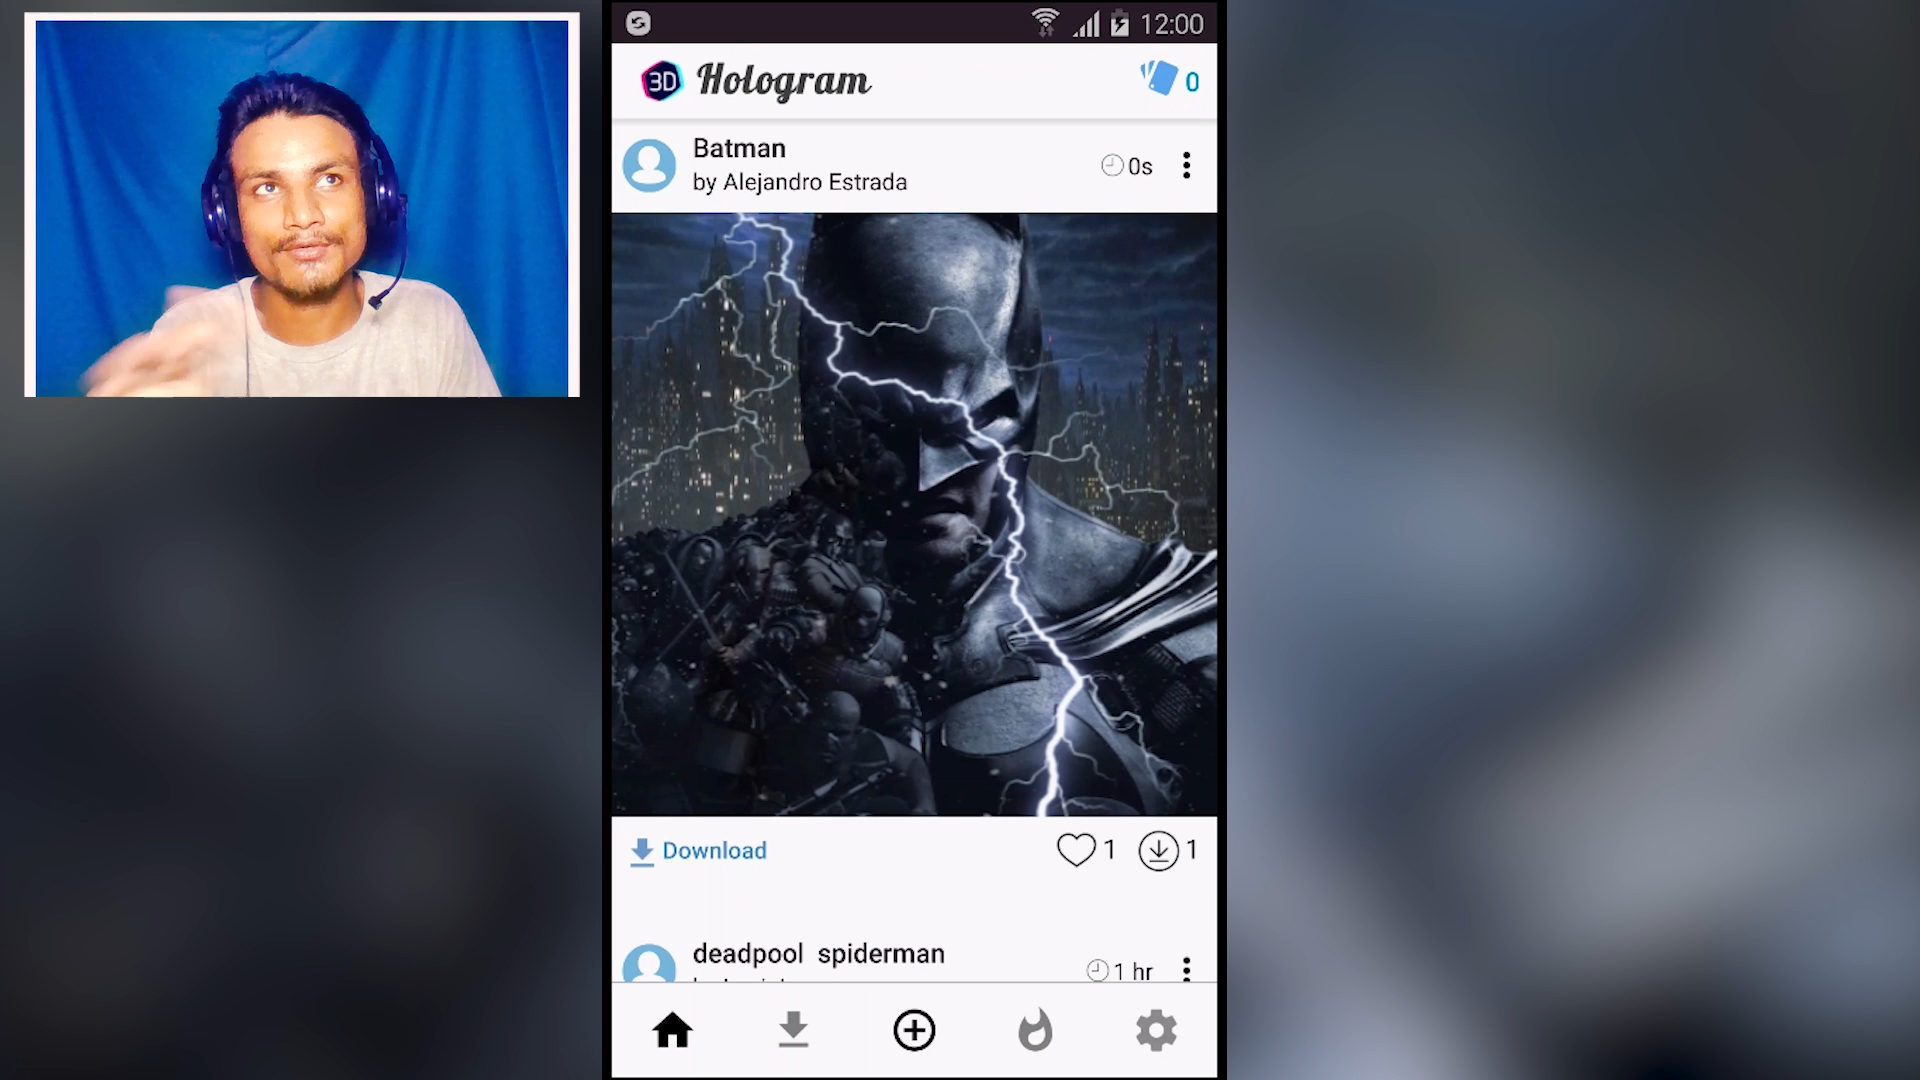 12:00
3D Hologram
0
Batman
by Alejandro Estrada
0s
Download
1
1
deadpool spiderman
1 hr